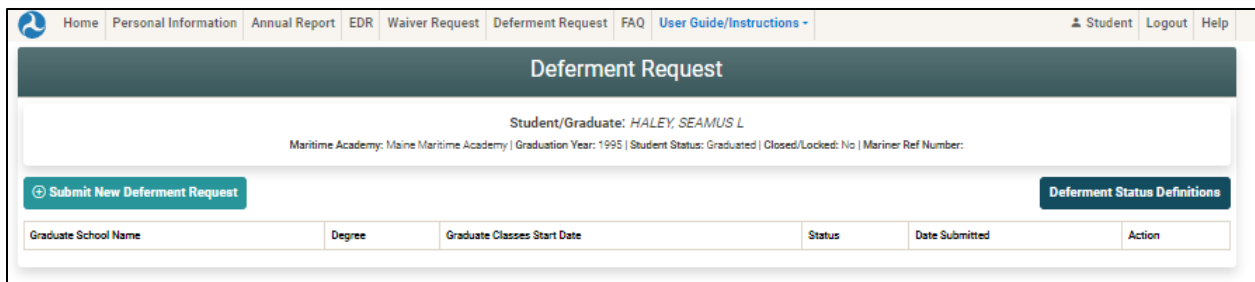 Home Personal Information Annual Report EDR Waiver Request Deferment Request FAQ User Guide/Instructions Student Logout Help
Deferment Request
Student/Graduate: HALEY, SEAMUS L
Maritime Academy: Maine Maritime Academy | Graduation Year: 1995 | Student Status: Graduated | Closed/Locked: No | Mariner Ref Number:
Submit New Deferment Request Deferment Status Definitions
Graduate School Name Degree Graduate Classes Start Date Status Date Submitted Action